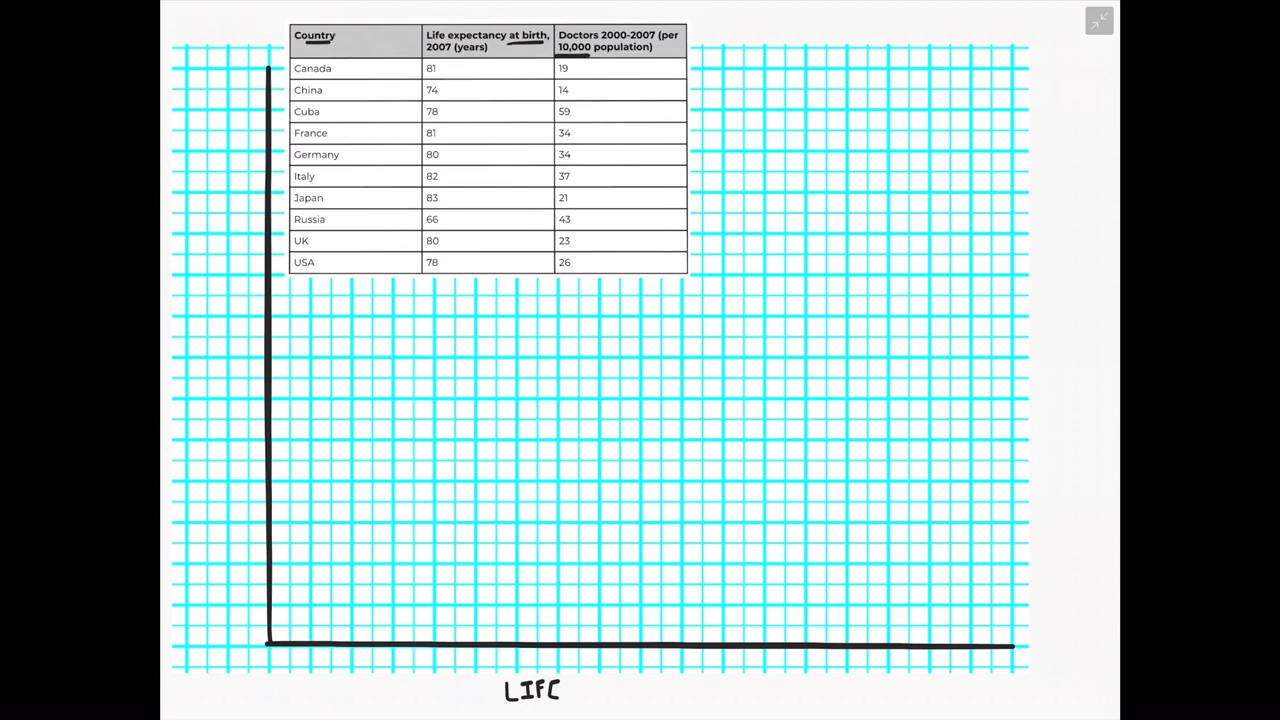 Country Life expectancy at birth, 2007 (years) Doctors 2000-2007 (per 10,000 population)
Canada 81 19
China 74 14
Cuba 78 59
France 81 34
Germany 80 34
Italy 82 37
Japan 83 21
Russia 66 43
UK 80 23
USA 78 26
LIFC